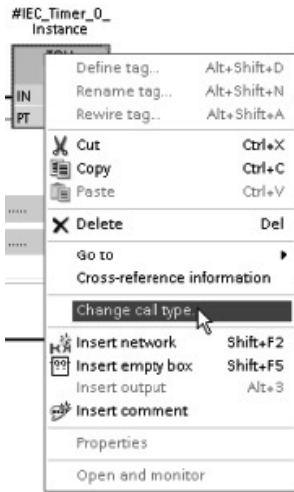 #IEC_Timer_0_
Instance
IN
PT
Define tag... Alt+Shift+D
Rename tag... Alt+Shift+N
Rewire tag... Alt+Shift+A
Cut Ctrl+X
Copy Ctrl+C
Paste Ctrl+V
Delete Del
Go to
Cross-reference information
Change call type...
Insert network Shift+F2
Insert empty box Shift+F5
Insert output Alt+3
Insert comment
Properties
Open and monitor